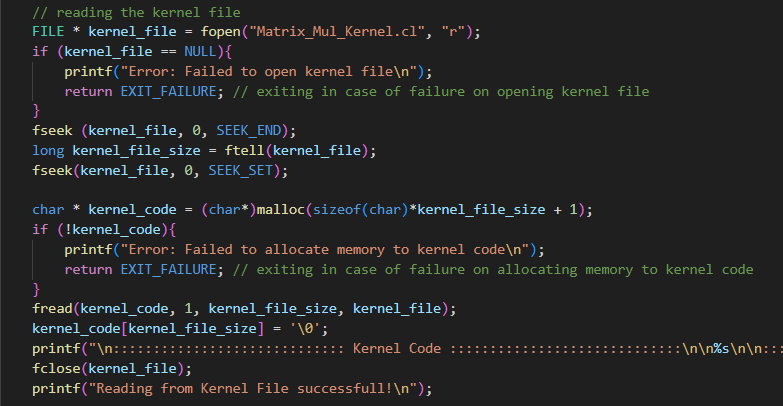 // reading the kernel file
FILE * kernel_file = fopen("Matrix_Mul_Kernel.cl", "r");
if (kernel_file == NULL){
    printf("Error: Failed to open kernel file\n");
    return EXIT_FAILURE; // exiting in case of failure on opening kernel file
}
fseek (kernel_file, 0, SEEK_END);
long kernel_file_size = ftell(kernel_file);
fseek(kernel_file, 0, SEEK_SET);

char * kernel_code = (char*)malloc(sizeof(char)*kernel_file_size + 1);
if (!kernel_code){
    printf("Error: Failed to allocate memory to kernel code\n");
    return EXIT_FAILURE; // exiting in case of failure on allocating memory to kernel code
}
fread(kernel_code, 1, kernel_file_size, kernel_file);
kernel_code[kernel_file_size] = '\0';
printf("\n::::::::::::::::::::::::::::: Kernel Code :::::::::::::::::::::::::::::\n\n%s\n\n:::
fclose(kernel_file);
printf("Reading from Kernel File successfull!\n");